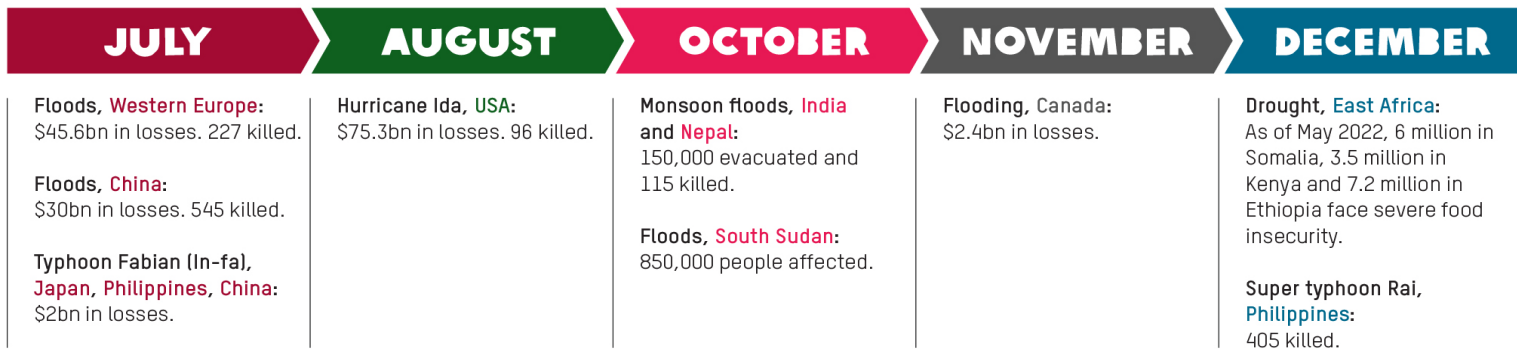 JULY
Floods, Western Europe:
$45.6bn in losses. 227 killed.
Floods, China:
$30bn in losses. 545 killed.
Typhoon Fabian (In-fa),
Japan, Philippines, China:
$2bn in losses.
AUGUST
Hurricane Ida, USA:
$75.3bn in losses. 96 killed.
OCTOBER
Monsoon floods, India
and Nepal:
150,000 evacuated and
115 killed.
Floods, South Sudan:
850,000 people affected.
NOVEMBER
Flooding, Canada:
$2.4bn in losses.
DECEMBER
Drought, East Africa:
As of May 2022, 6 million in
Somalia, 3.5 million in
Kenya and 7.2 million in
Ethiopia face severe food
insecurity.
Super typhoon Rai,
Philippines:
405 killed.